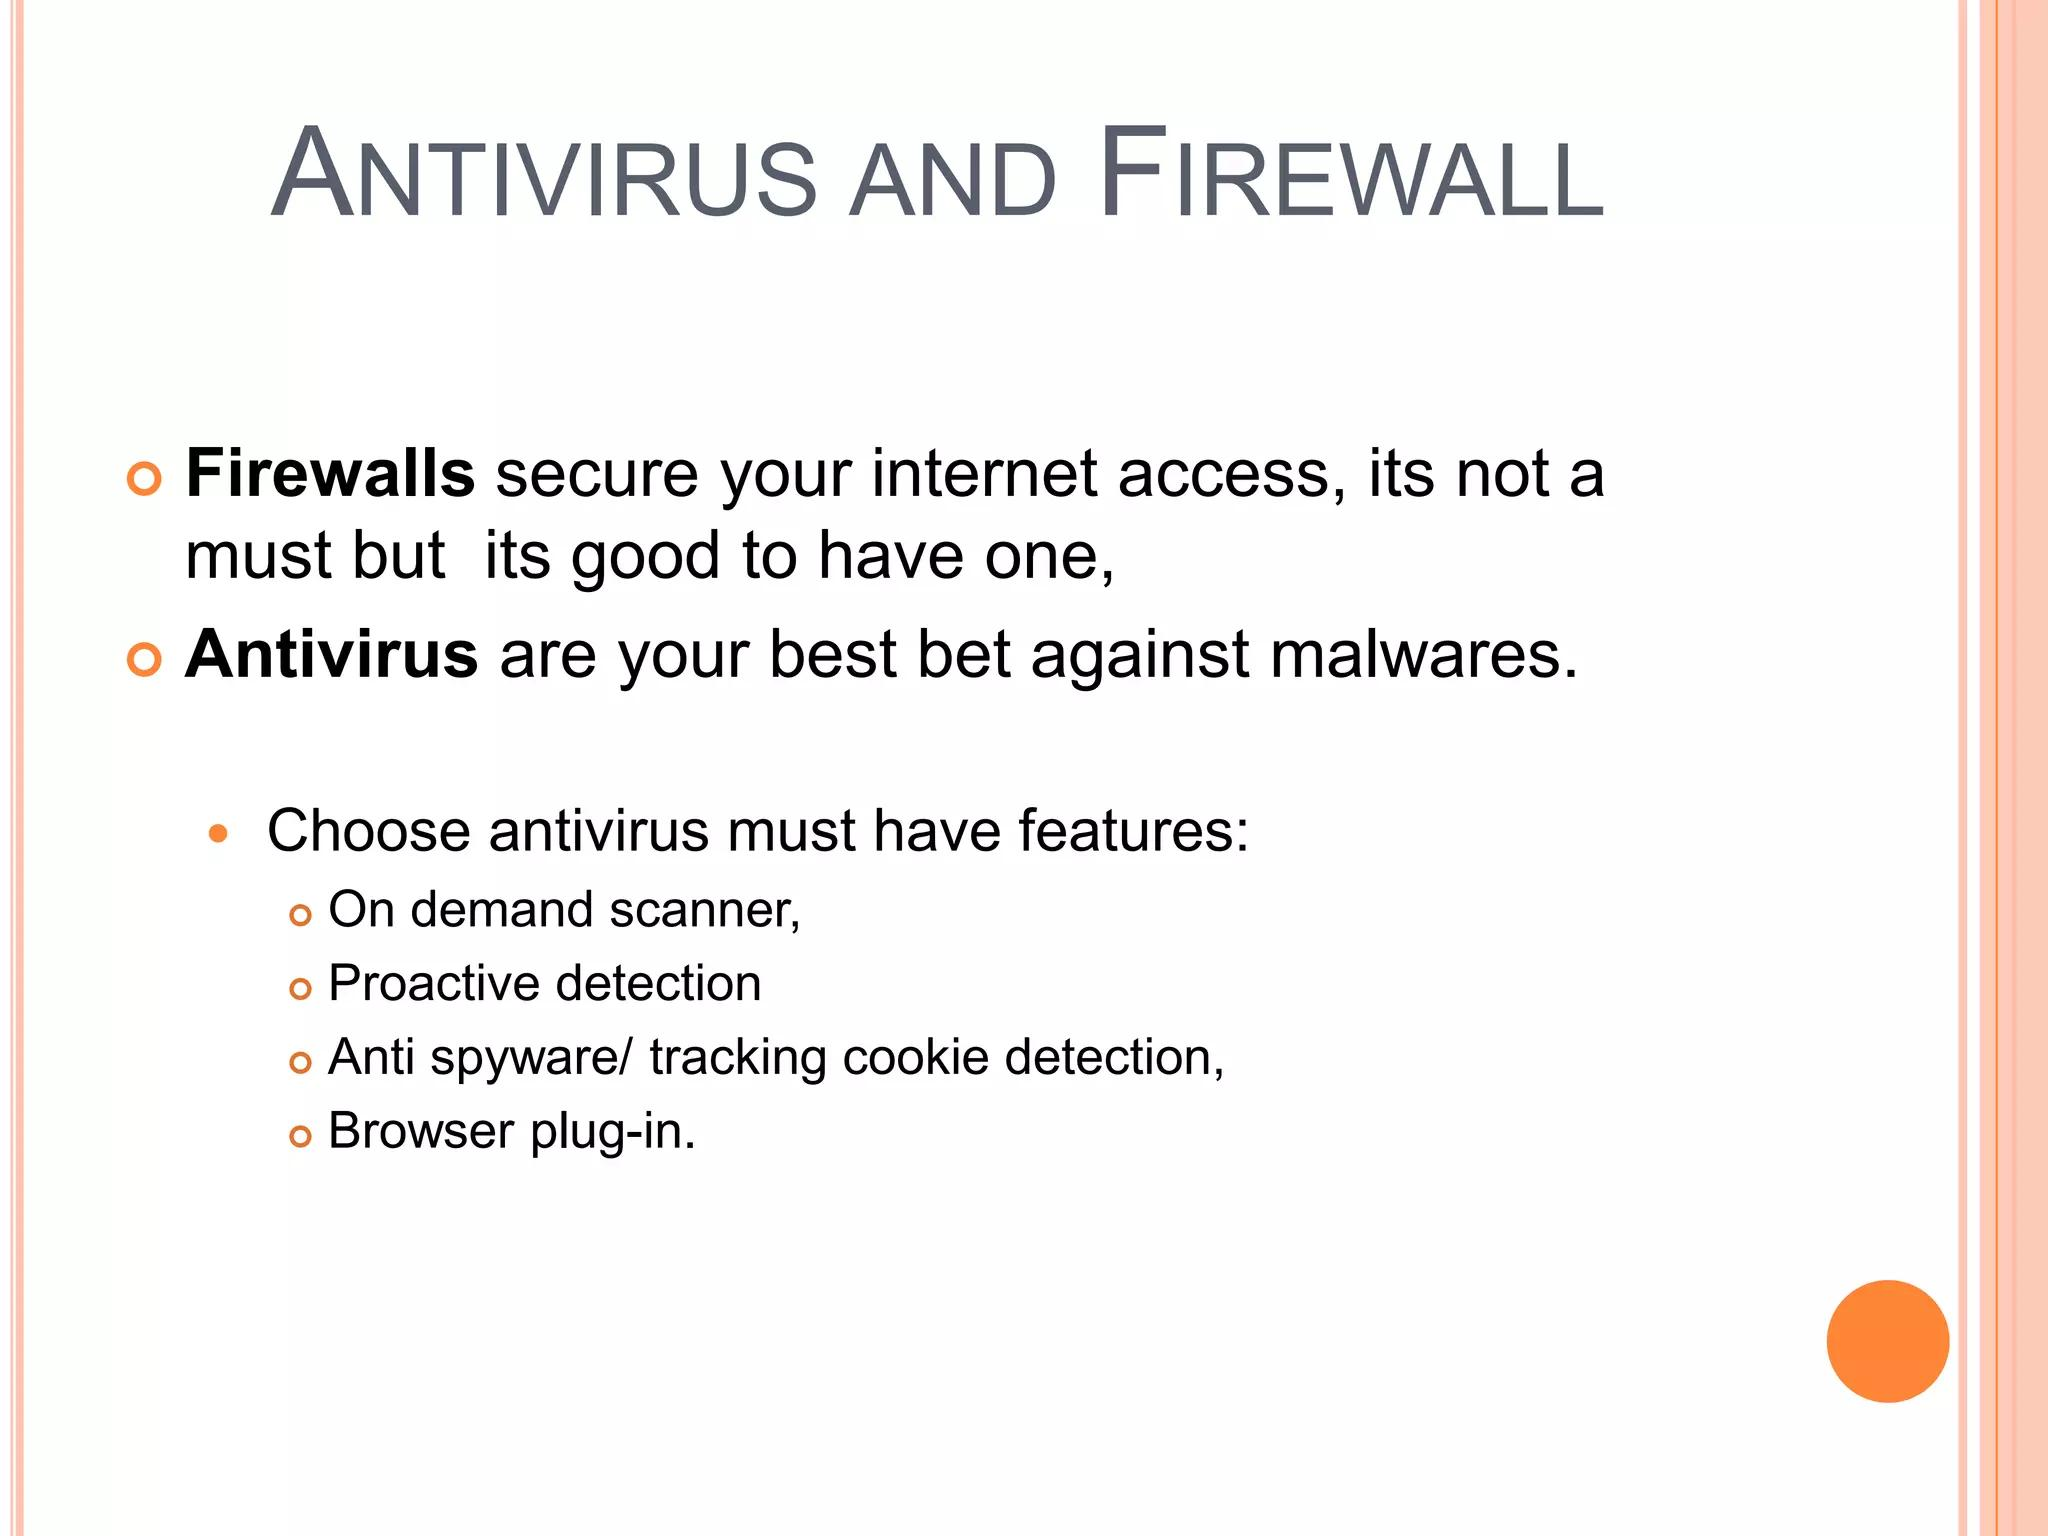 ANTIVIRUS AND FIREWALL
Firewalls secure your internet access, its not a
must but  its good to have one,
Antivirus are your best bet against malwares.
Choose antivirus must have features:
On demand scanner,
Proactive detection
Anti spyware/ tracking cookie detection,
Browser plug-in.